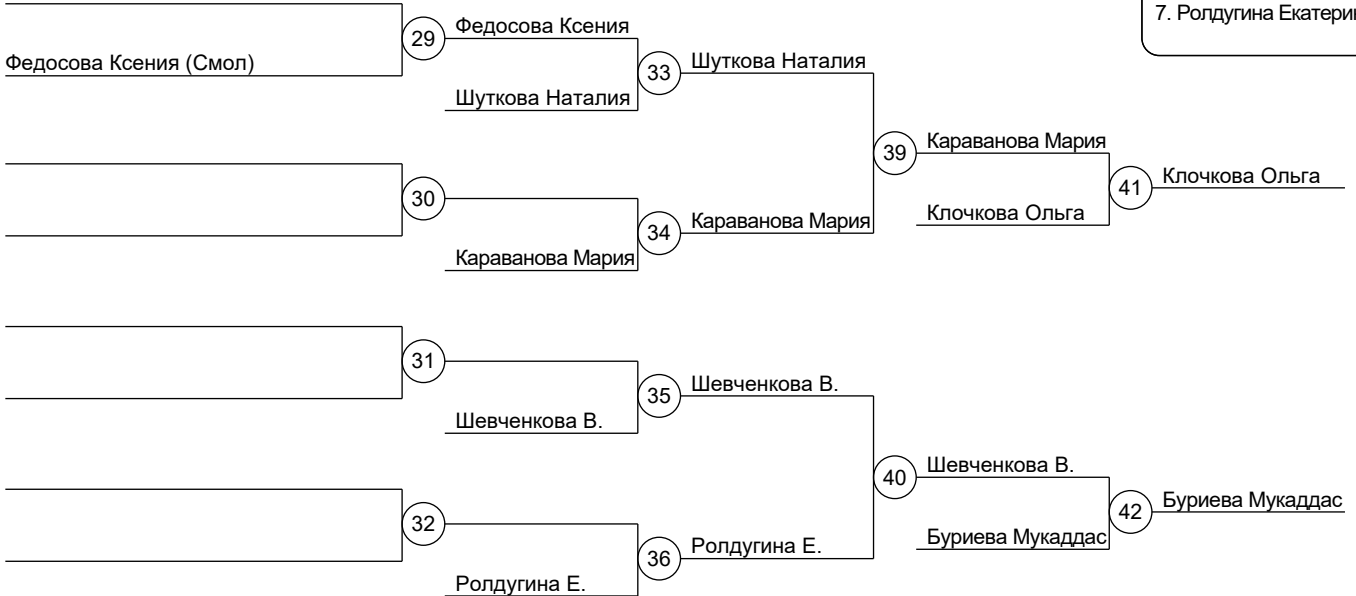 7. Ролдугина Екатери
Федосова Ксения
29
Федосова Ксения (Смол)
33
Шуткова Наталия
Шуткова Наталия
39
Караванова Мария
41
Клочкова Ольга
30
34
Караванова Мария
Клочкова Ольга
Караванова Мария
31
35
Шевченкова В.
Шевченкова В.
40
Шевченкова В.
42
Буриева Мукаддас
32
Буриева Мукаддас
36
Ролдугина Е.
Ролдугина Е.